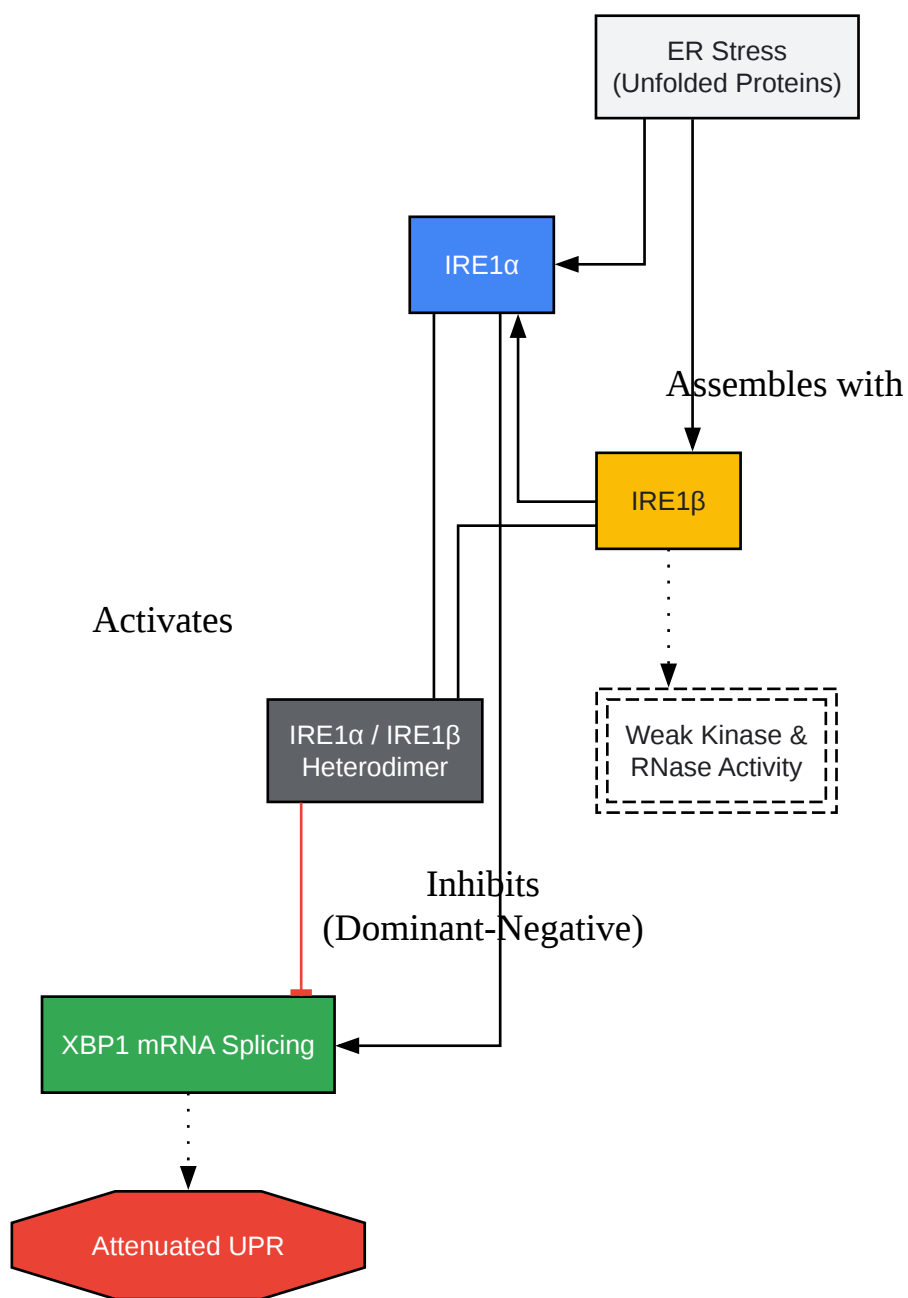 ER Stress
(Unfolded Proteins)
IRE1α
Assembles with
IRE1β
Activates
IRE1α / IRE1β
Heterodimer
Weak Kinase &
RNase Activity
Inhibits
(Dominant-Negative)
XBP1 mRNA Splicing
Attenuated UPR